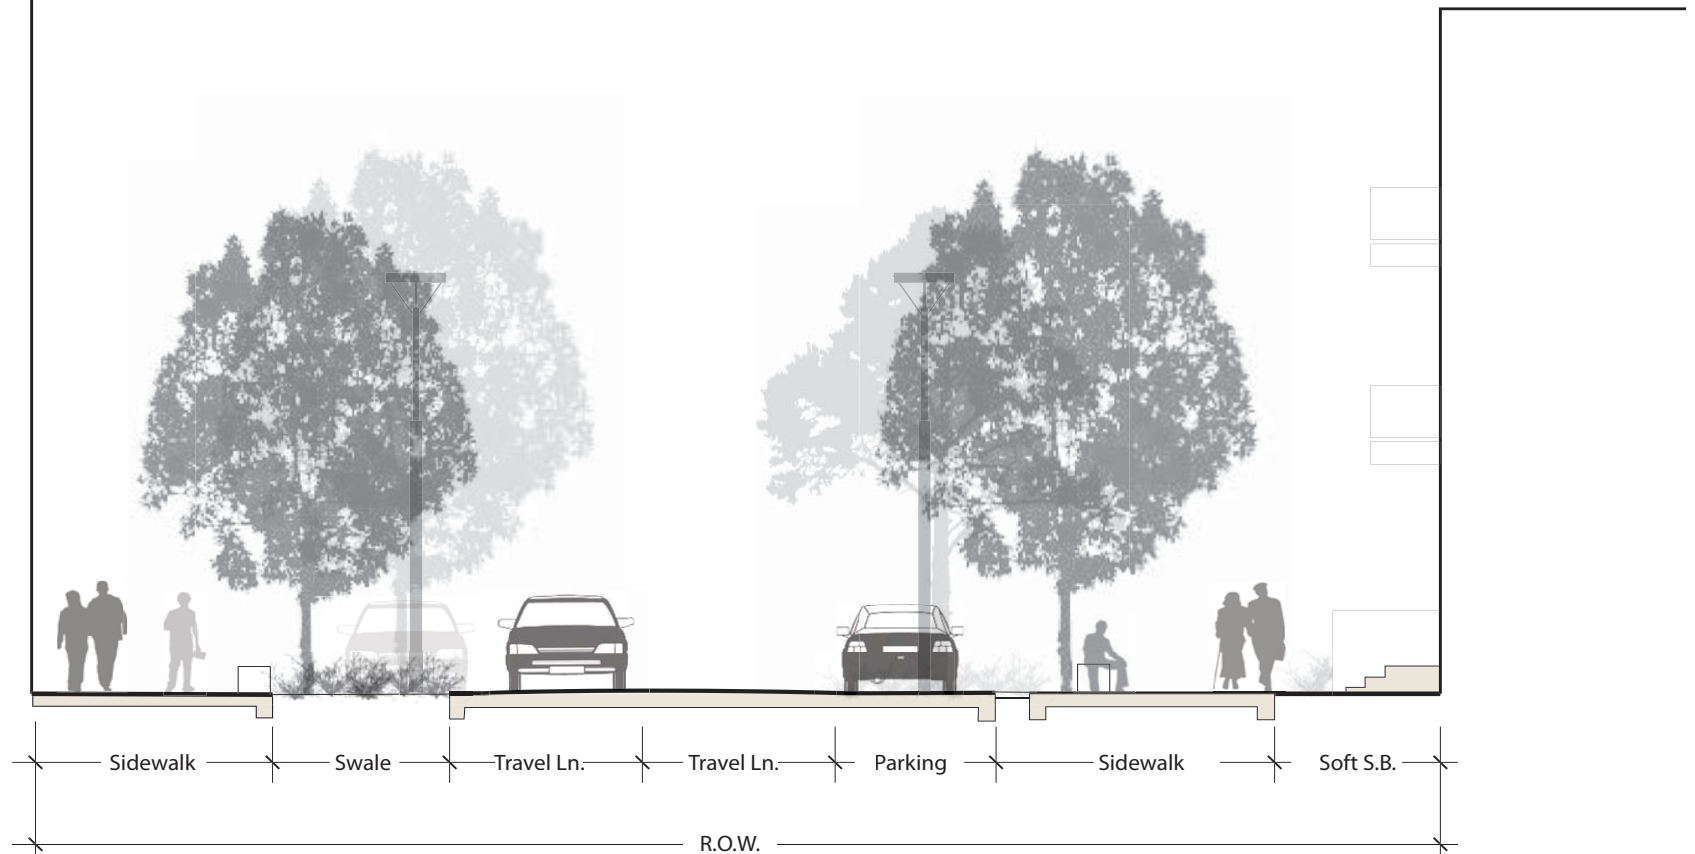 Sidewalk
Swale
Travel Ln.
Travel Ln.
Parking
Sidewalk
Soft S.B.
R.O.W.